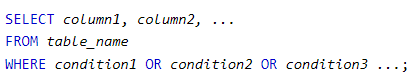 SELECT column1, column2, ...
FROM table_name
WHERE condition1 OR condition2 OR condition3 ...;